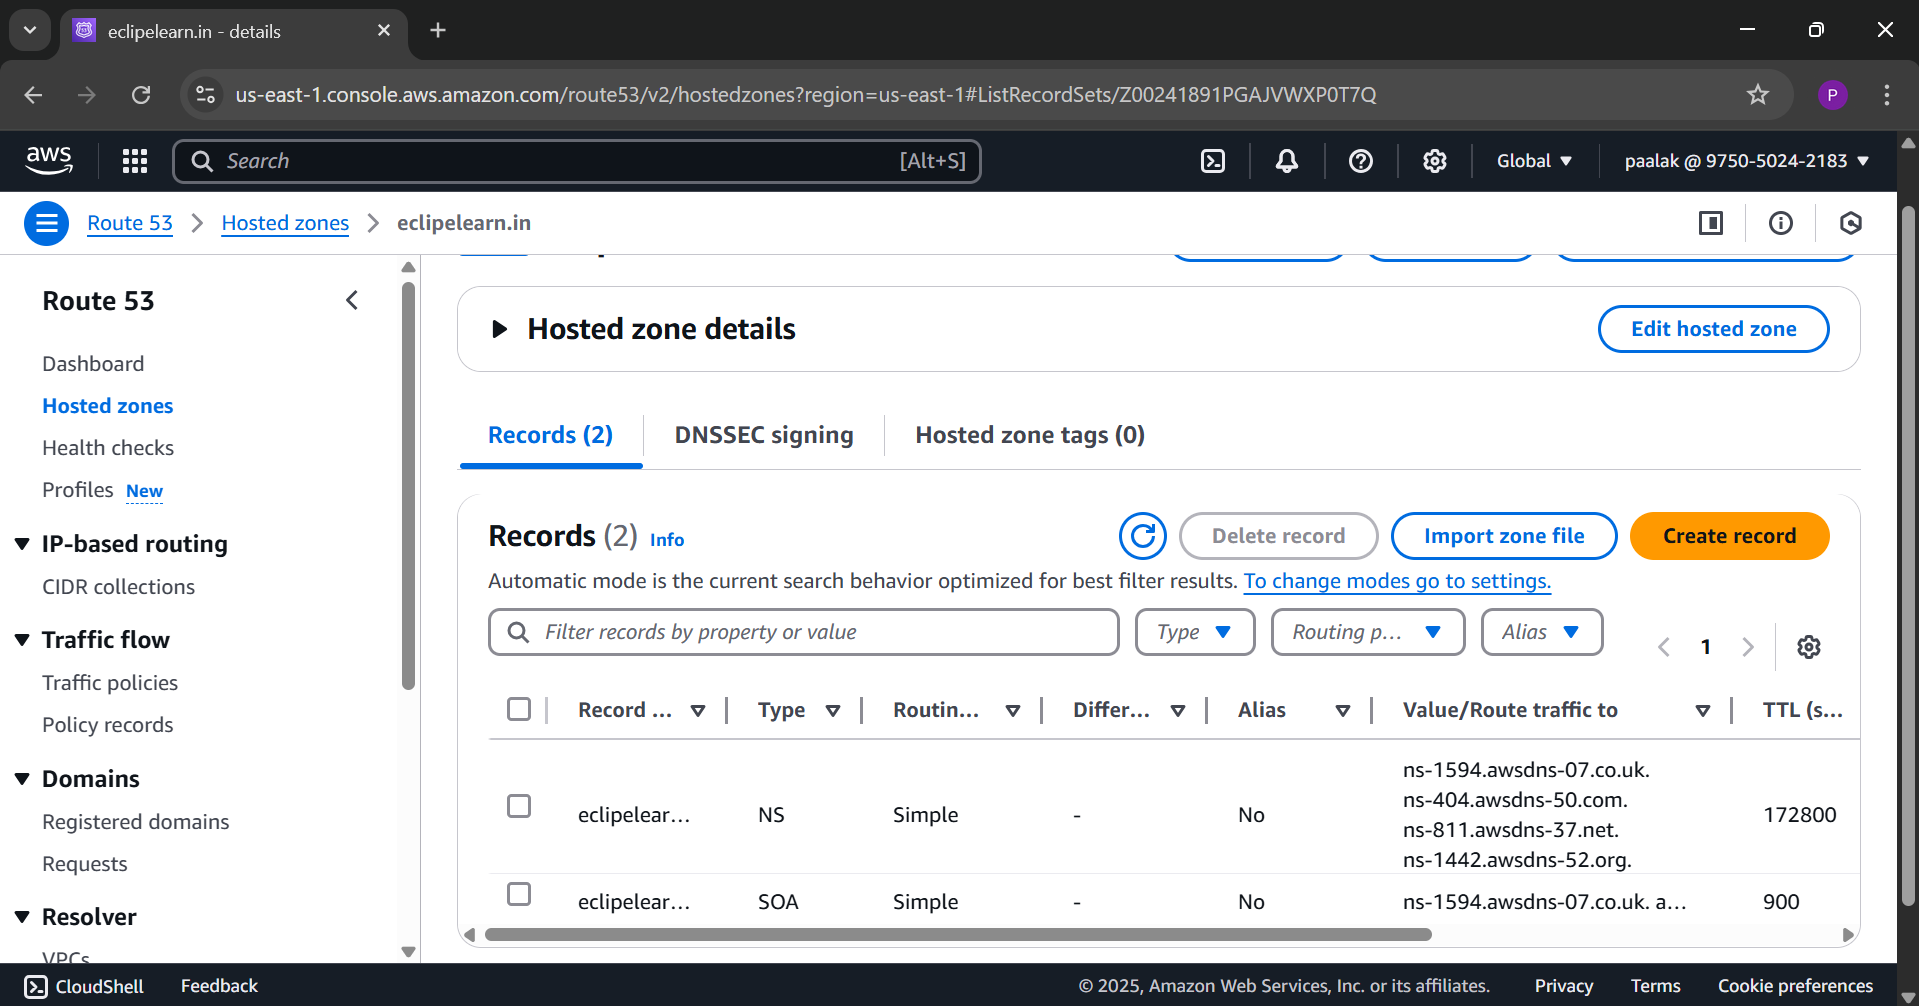 eclipelearn.in - details
us-east-1.console.aws.amazon.com/route53/v2/hostedzones?region=us-east-1#ListRecordSets/Z00241891PGAJVWXP0T7Q
P
aws
Search
[Alt+S]
Global
paalak @ 9750-5024-2183
Route 53
Hosted zones
eclipelearn.in
Route 53
Dashboard
Hosted zones
Health checks
Profiles New
IP-based routing
CIDR collections
Traffic flow
Traffic policies
Policy records
Domains
Registered domains
Requests
Resolver
VPCs
Hosted zone details
Edit hosted zone
Records (2)
DNSSEC signing
Hosted zone tags (0)
Records (2) Info
Delete record
Import zone file
Create record
Automatic mode is the current search behavior optimized for best filter results. To change modes go to settings.
Filter records by property or value
Type
Routing p...
Alias
1
Record ... Type Routin... Differ... Alias Value/Route traffic to TTL (s...
eclipelear... NS Simple - No
ns-1594.awsdns-07.co.uk.
ns-404.awsdns-50.com.
ns-811.awsdns-37.net.
ns-1442.awsdns-52.org.
172800
eclipelear... SOA Simple - No ns-1594.awsdns-07.co.uk. a... 900
CloudShell
Feedback
© 2025, Amazon Web Services, Inc. or its affiliates.
Privacy
Terms
Cookie preferences